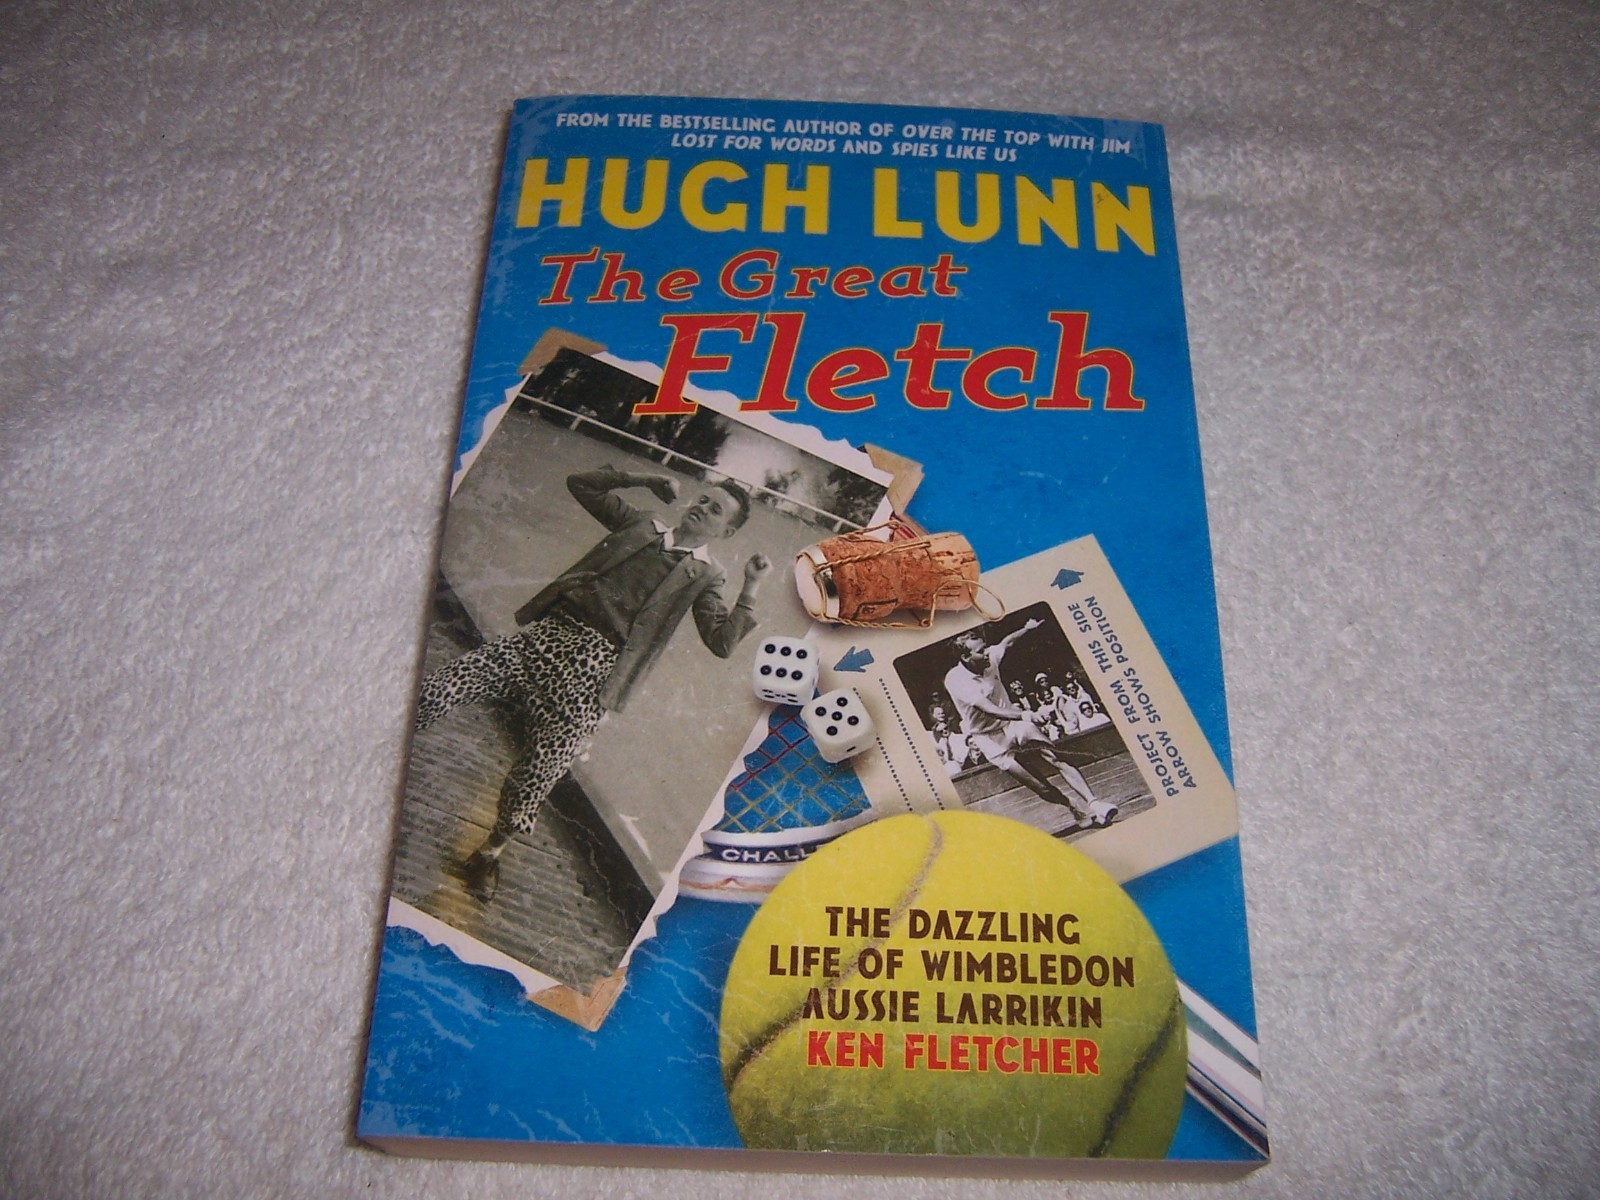 FROM THE BESTSELLING AUTHOR OF OVER THE TOP WITH JIM
LOST FOR WORDS AND SPIES LIKE US
HUGH LUNN
The Great
Fletch
PROJECT FROM THIS SIDE
ARROW SHOWS POSITION
CHALL
THE DAZZLING
LIFE OF WIMBLEDON
AUSSIE LARRIKIN
KEN FLETCHER